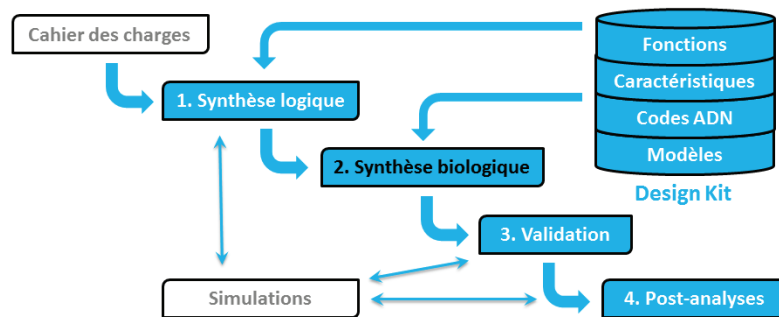 Cahier des charges
Fonctions
Caractéristiques
Codes ADN
Modèles
Design Kit
1. Synthèse logique
2. Synthèse biologique
3. Validation
Simulations
4. Post-analyses